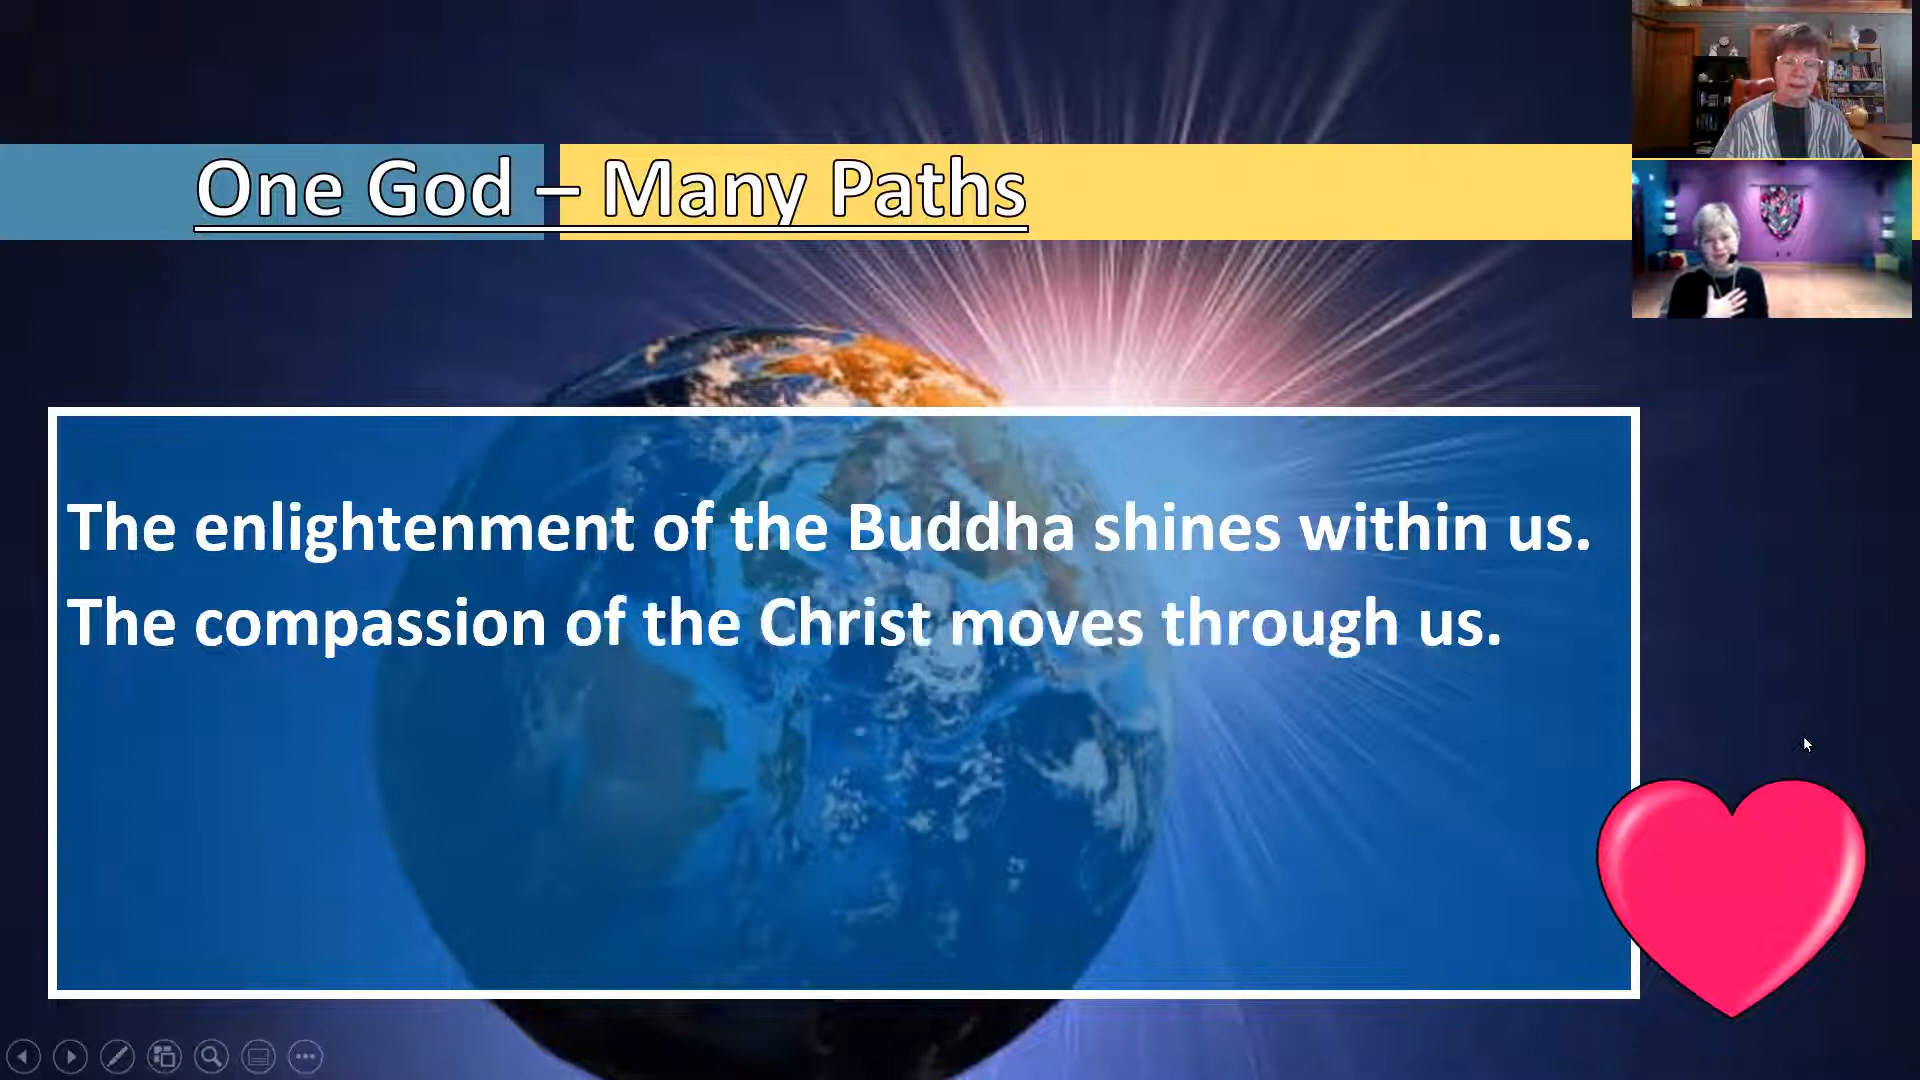 One God – Many Paths
The enlightenment of the Buddha shines within us.
The compassion of the Christ moves through us.